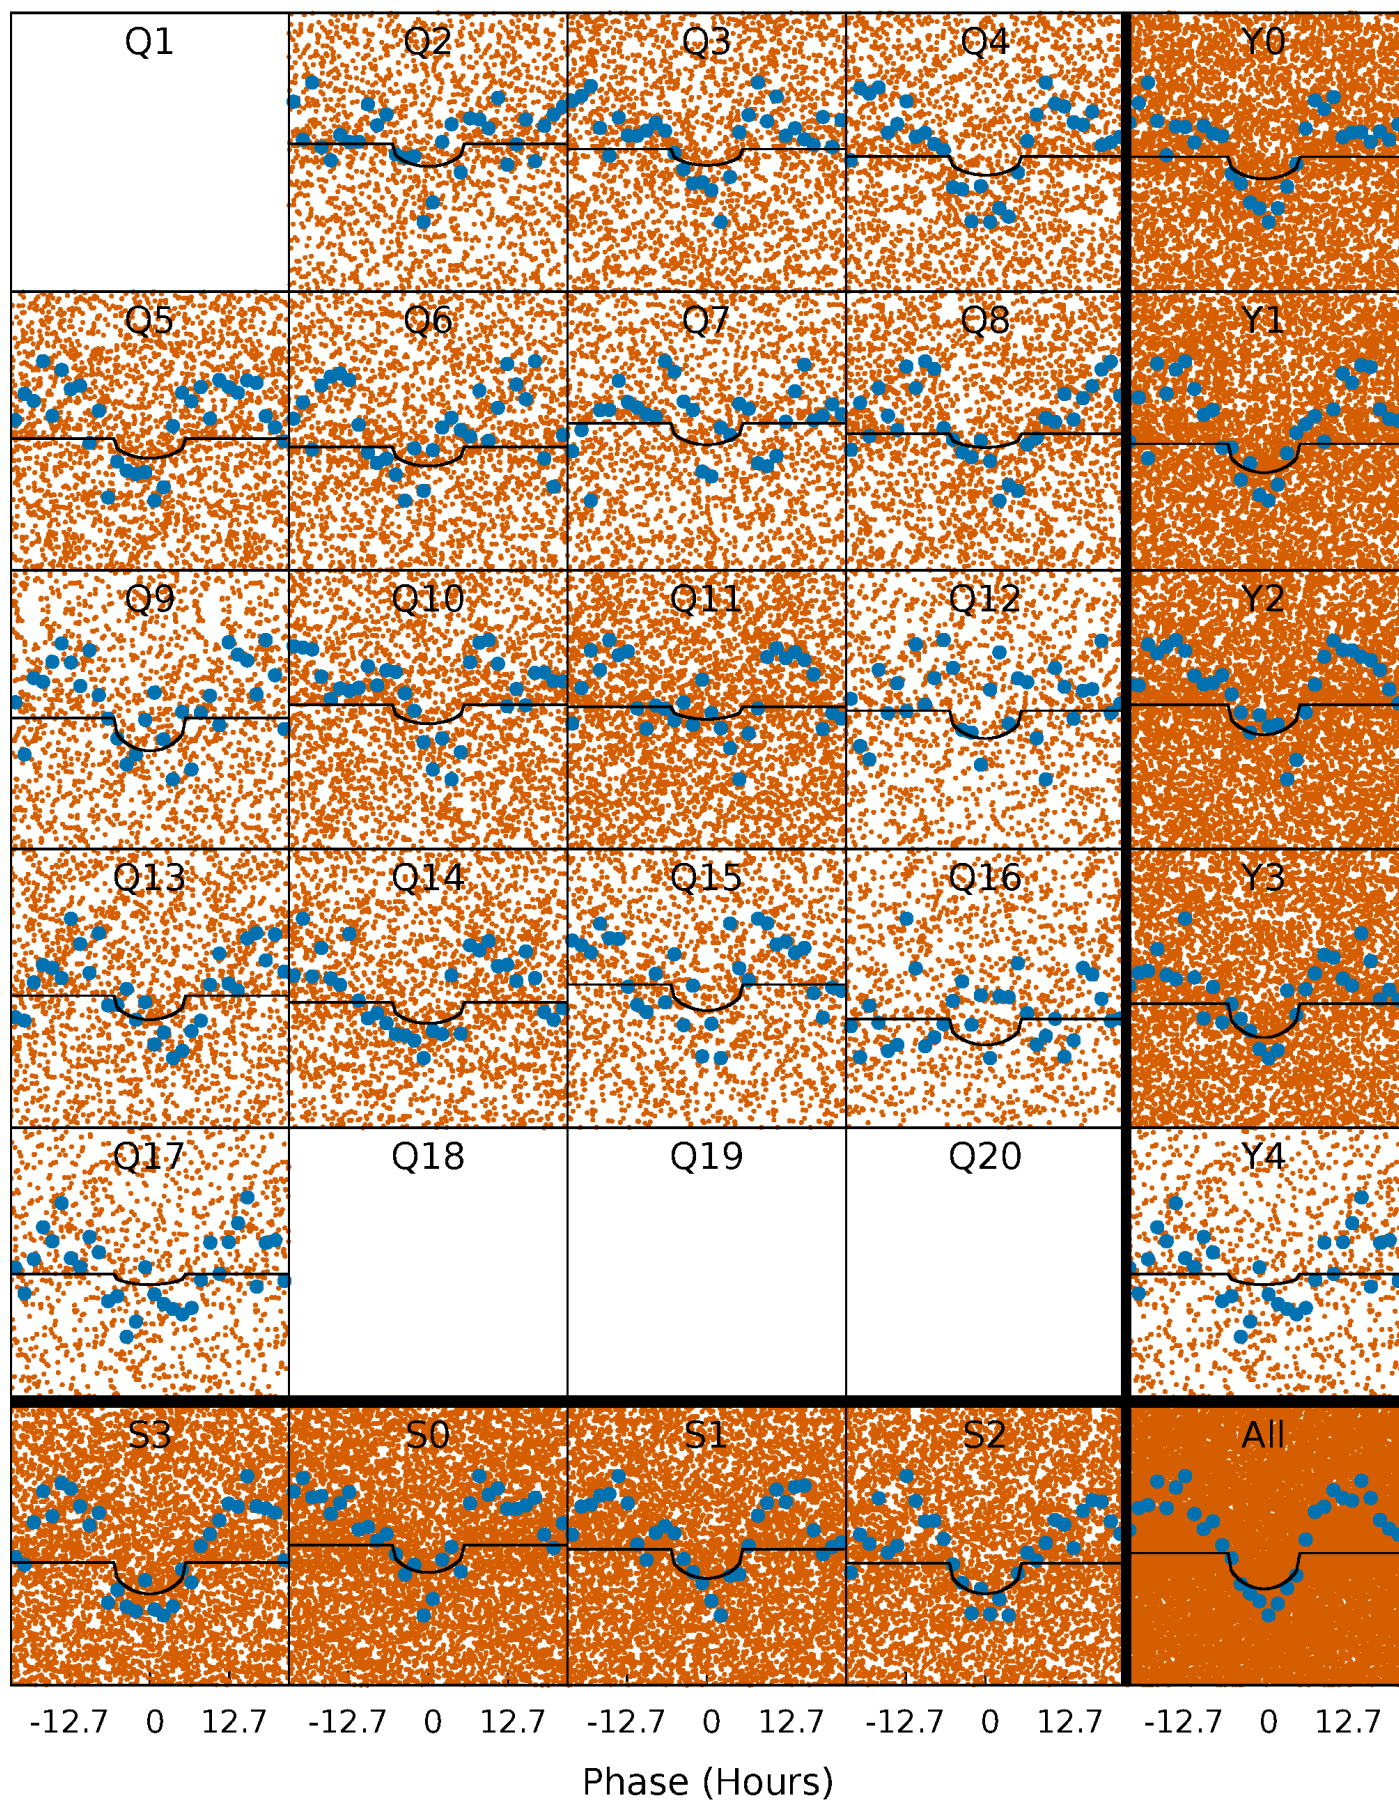 Q1 Q2 Q3 Q4 Y0
Q5 Q6 Q7 Q8 Y1
Q9 Q10 Q11 Q12 Y2
Q13 Q14 Q15 Q16 Y3
Q17 Q18 Q19 Q20 Y4
S3 S0 S1 S2 All
-12.7 0 12.7 -12.7 0 12.7 -12.7 0 12.7 -12.7 0 12.7 -12.7 0 12.7
Phase (Hours)